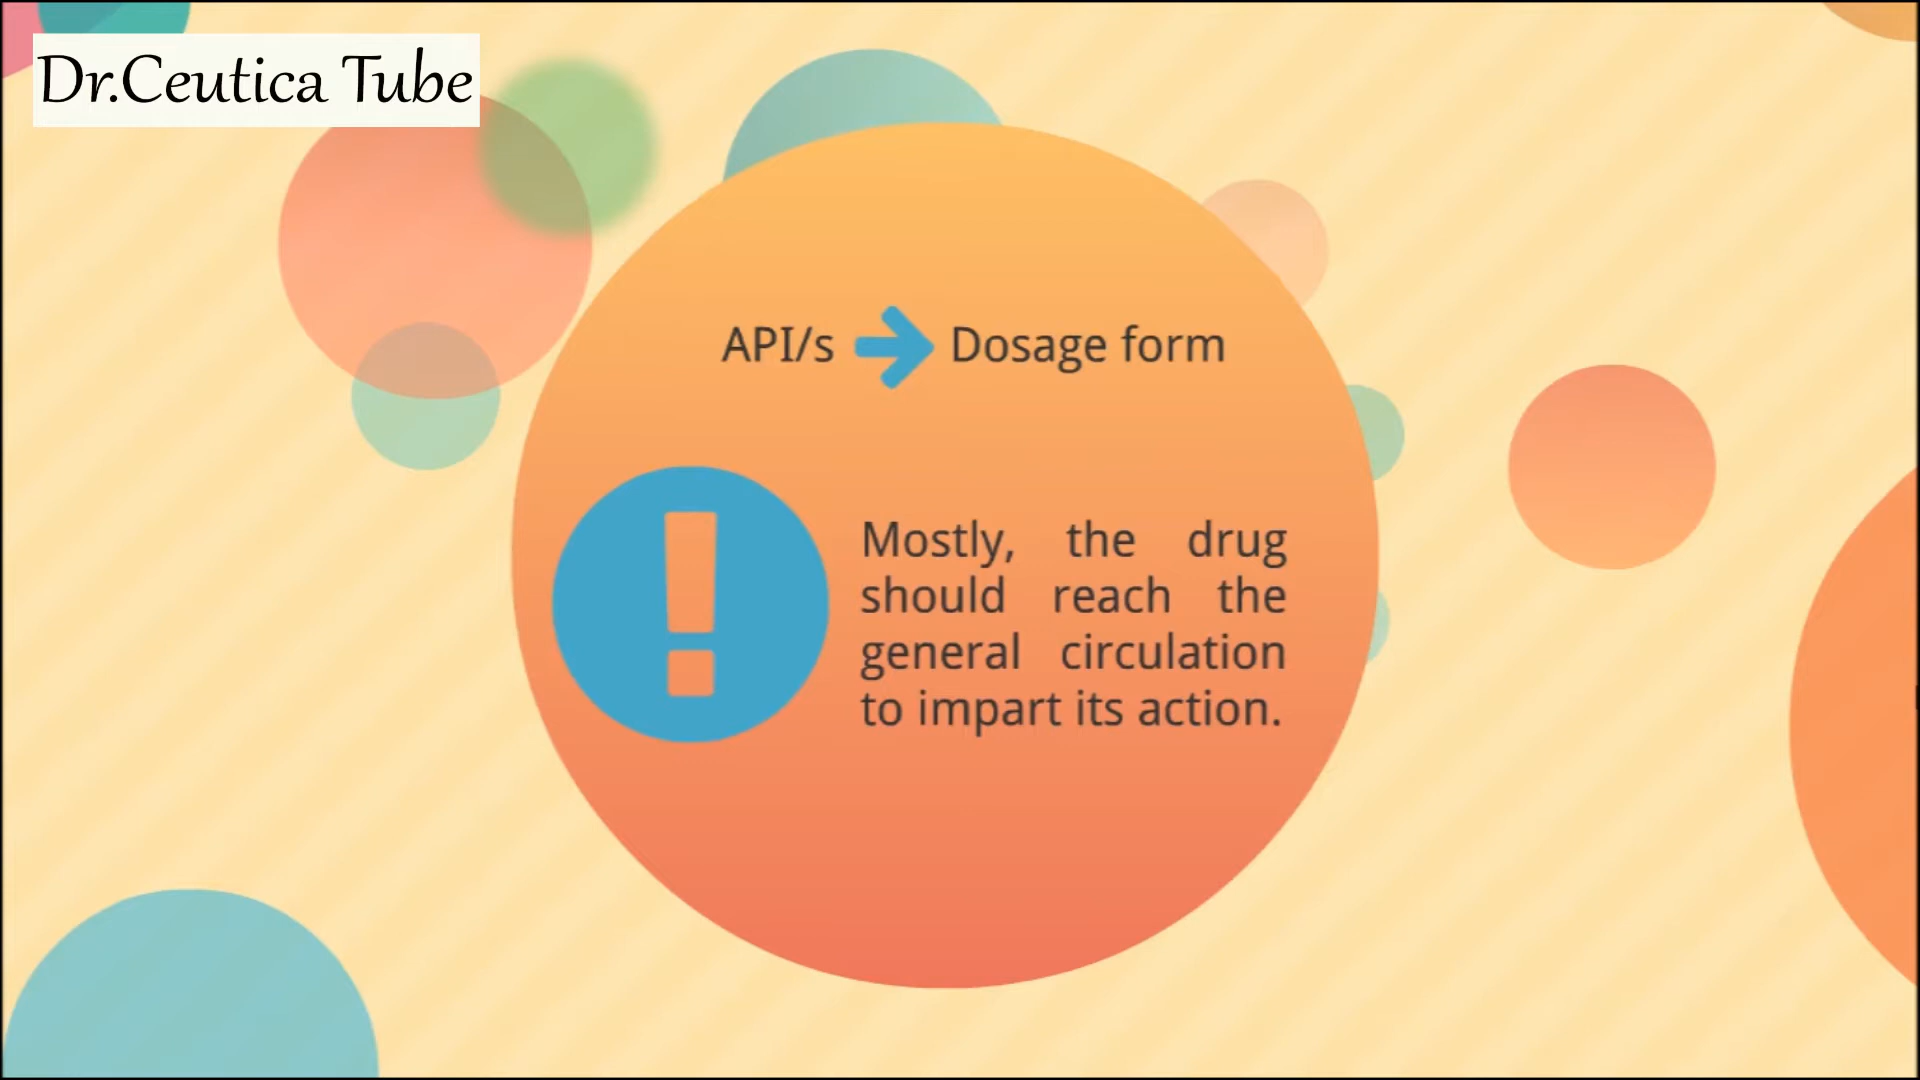 Dr.Ceutica Tube
API/s Dosage form
Mostly, the drug
should reach the
general circulation
to impart its action.